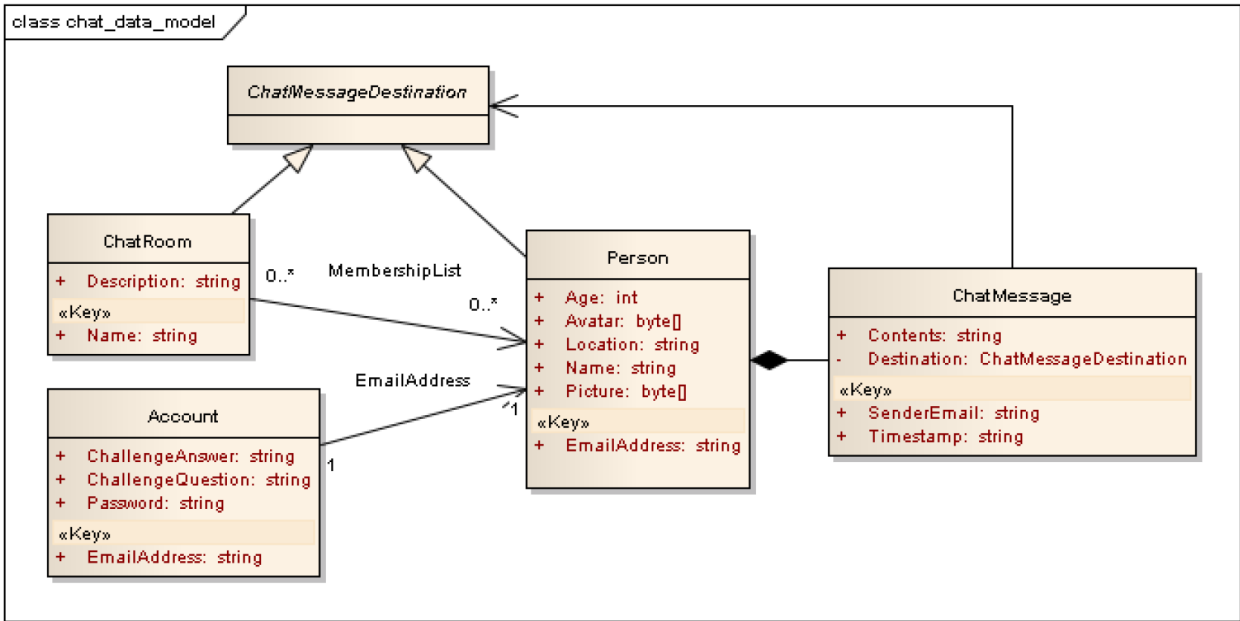 class chat_data_model
ChatMessageDestination
ChatRoom
+ Description: string
«Key»
+ Name: string
0..*
MembershipList
0..*
Person
+ Age: int
+ Avatar: byte[]
+ Location: string
+ Name: string
+ Picture: byte[]
«Key»
+ EmailAddress: string
ChatMessage
+ Contents: string
- Destination: ChatMessageDestination
«Key»
+ SenderEmail: string
+ Timestamp: string
EmailAddress
1
1
Account
+ ChallengeAnswer: string
+ ChallengeQuestion: string
+ Password: string
«Key»
+ EmailAddress: string